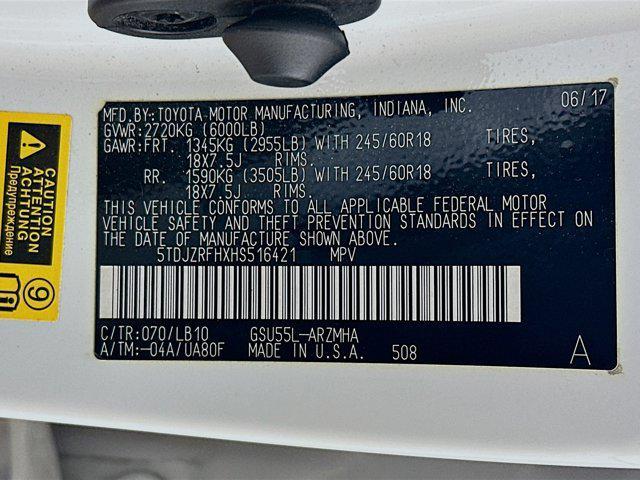 MFD.BY:TOYOTA MOTOR MANUFACTURING, INDIANA, INC. 06/17
GVWR:2720KG (6000LB)
GAWR:FRT. 1345KG (2955LB) WITH 245/60R18 TIRES,
18X7.5J RIMS.
RR. 1590KG (3505LB) WITH 245/60R18 TIRES,
18X7.5J RIMS.
THIS VEHICLE CONFORMS TO ALL APPLICABLE FEDERAL MOTOR
VEHICLE SAFETY AND THEFT PREVENTION STANDARDS IN EFFECT ON
THE DATE OF MANUFACTURE SHOWN ABOVE.
5TDJZRFHXHS516421 MPV
C/TR:070/LB10 GSU55L-ARZMHA
A/TM:-04A/UA80F MADE IN U.S.A. 508 A
CAUTION
ATTENTION
ACHTUNG
Предупреждение
9